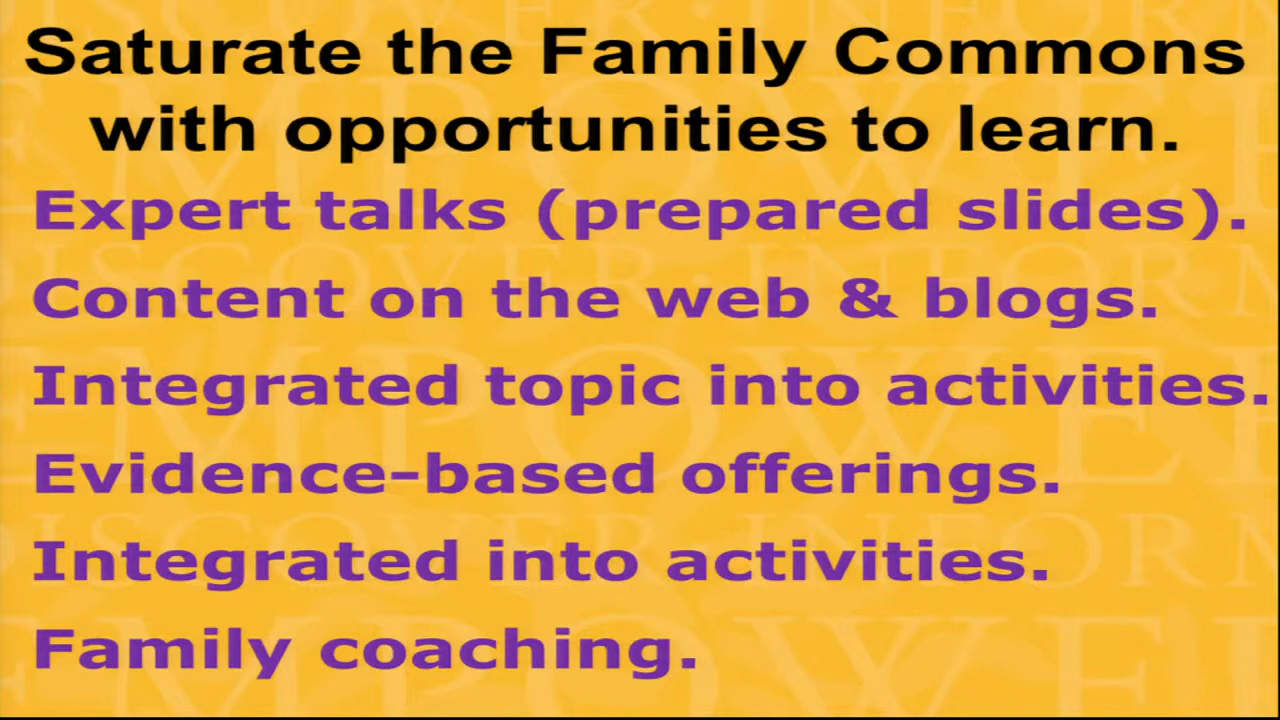 Saturate the Family Commons
with opportunities to learn.
Expert talks (prepared slides).
Content on the web & blogs.
Integrated topic into activities.
Evidence-based offerings.
Integrated into activities.
Family coaching.